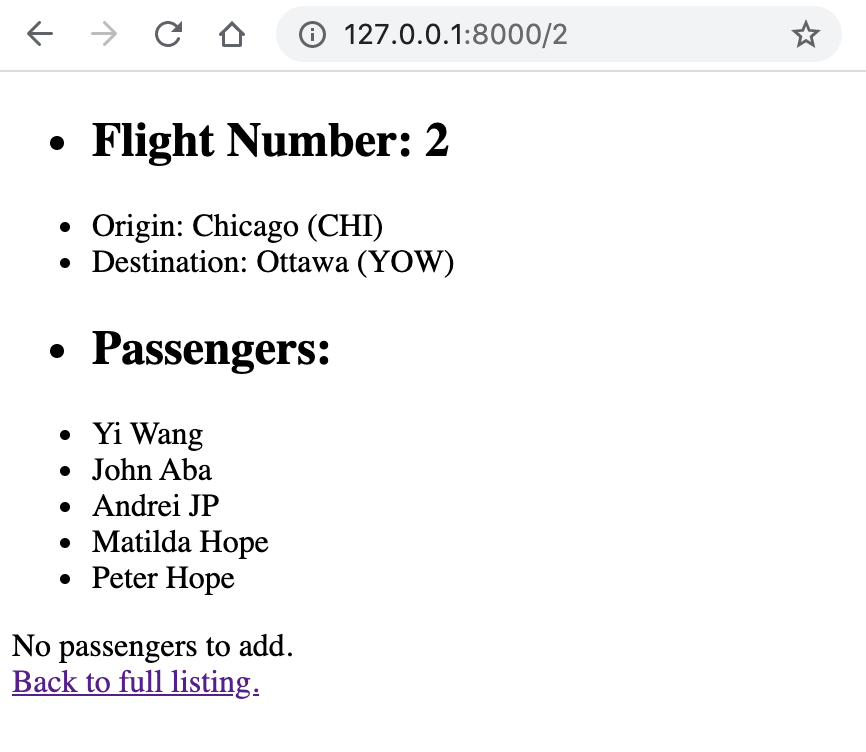 127.0.0.1:8000/2
Flight Number: 2
Origin: Chicago (CHI)
Destination: Ottawa (YOW)
Passengers:
Yi Wang
John Aba
Andrei JP
Matilda Hope
Peter Hope
No passengers to add.
Back to full listing.